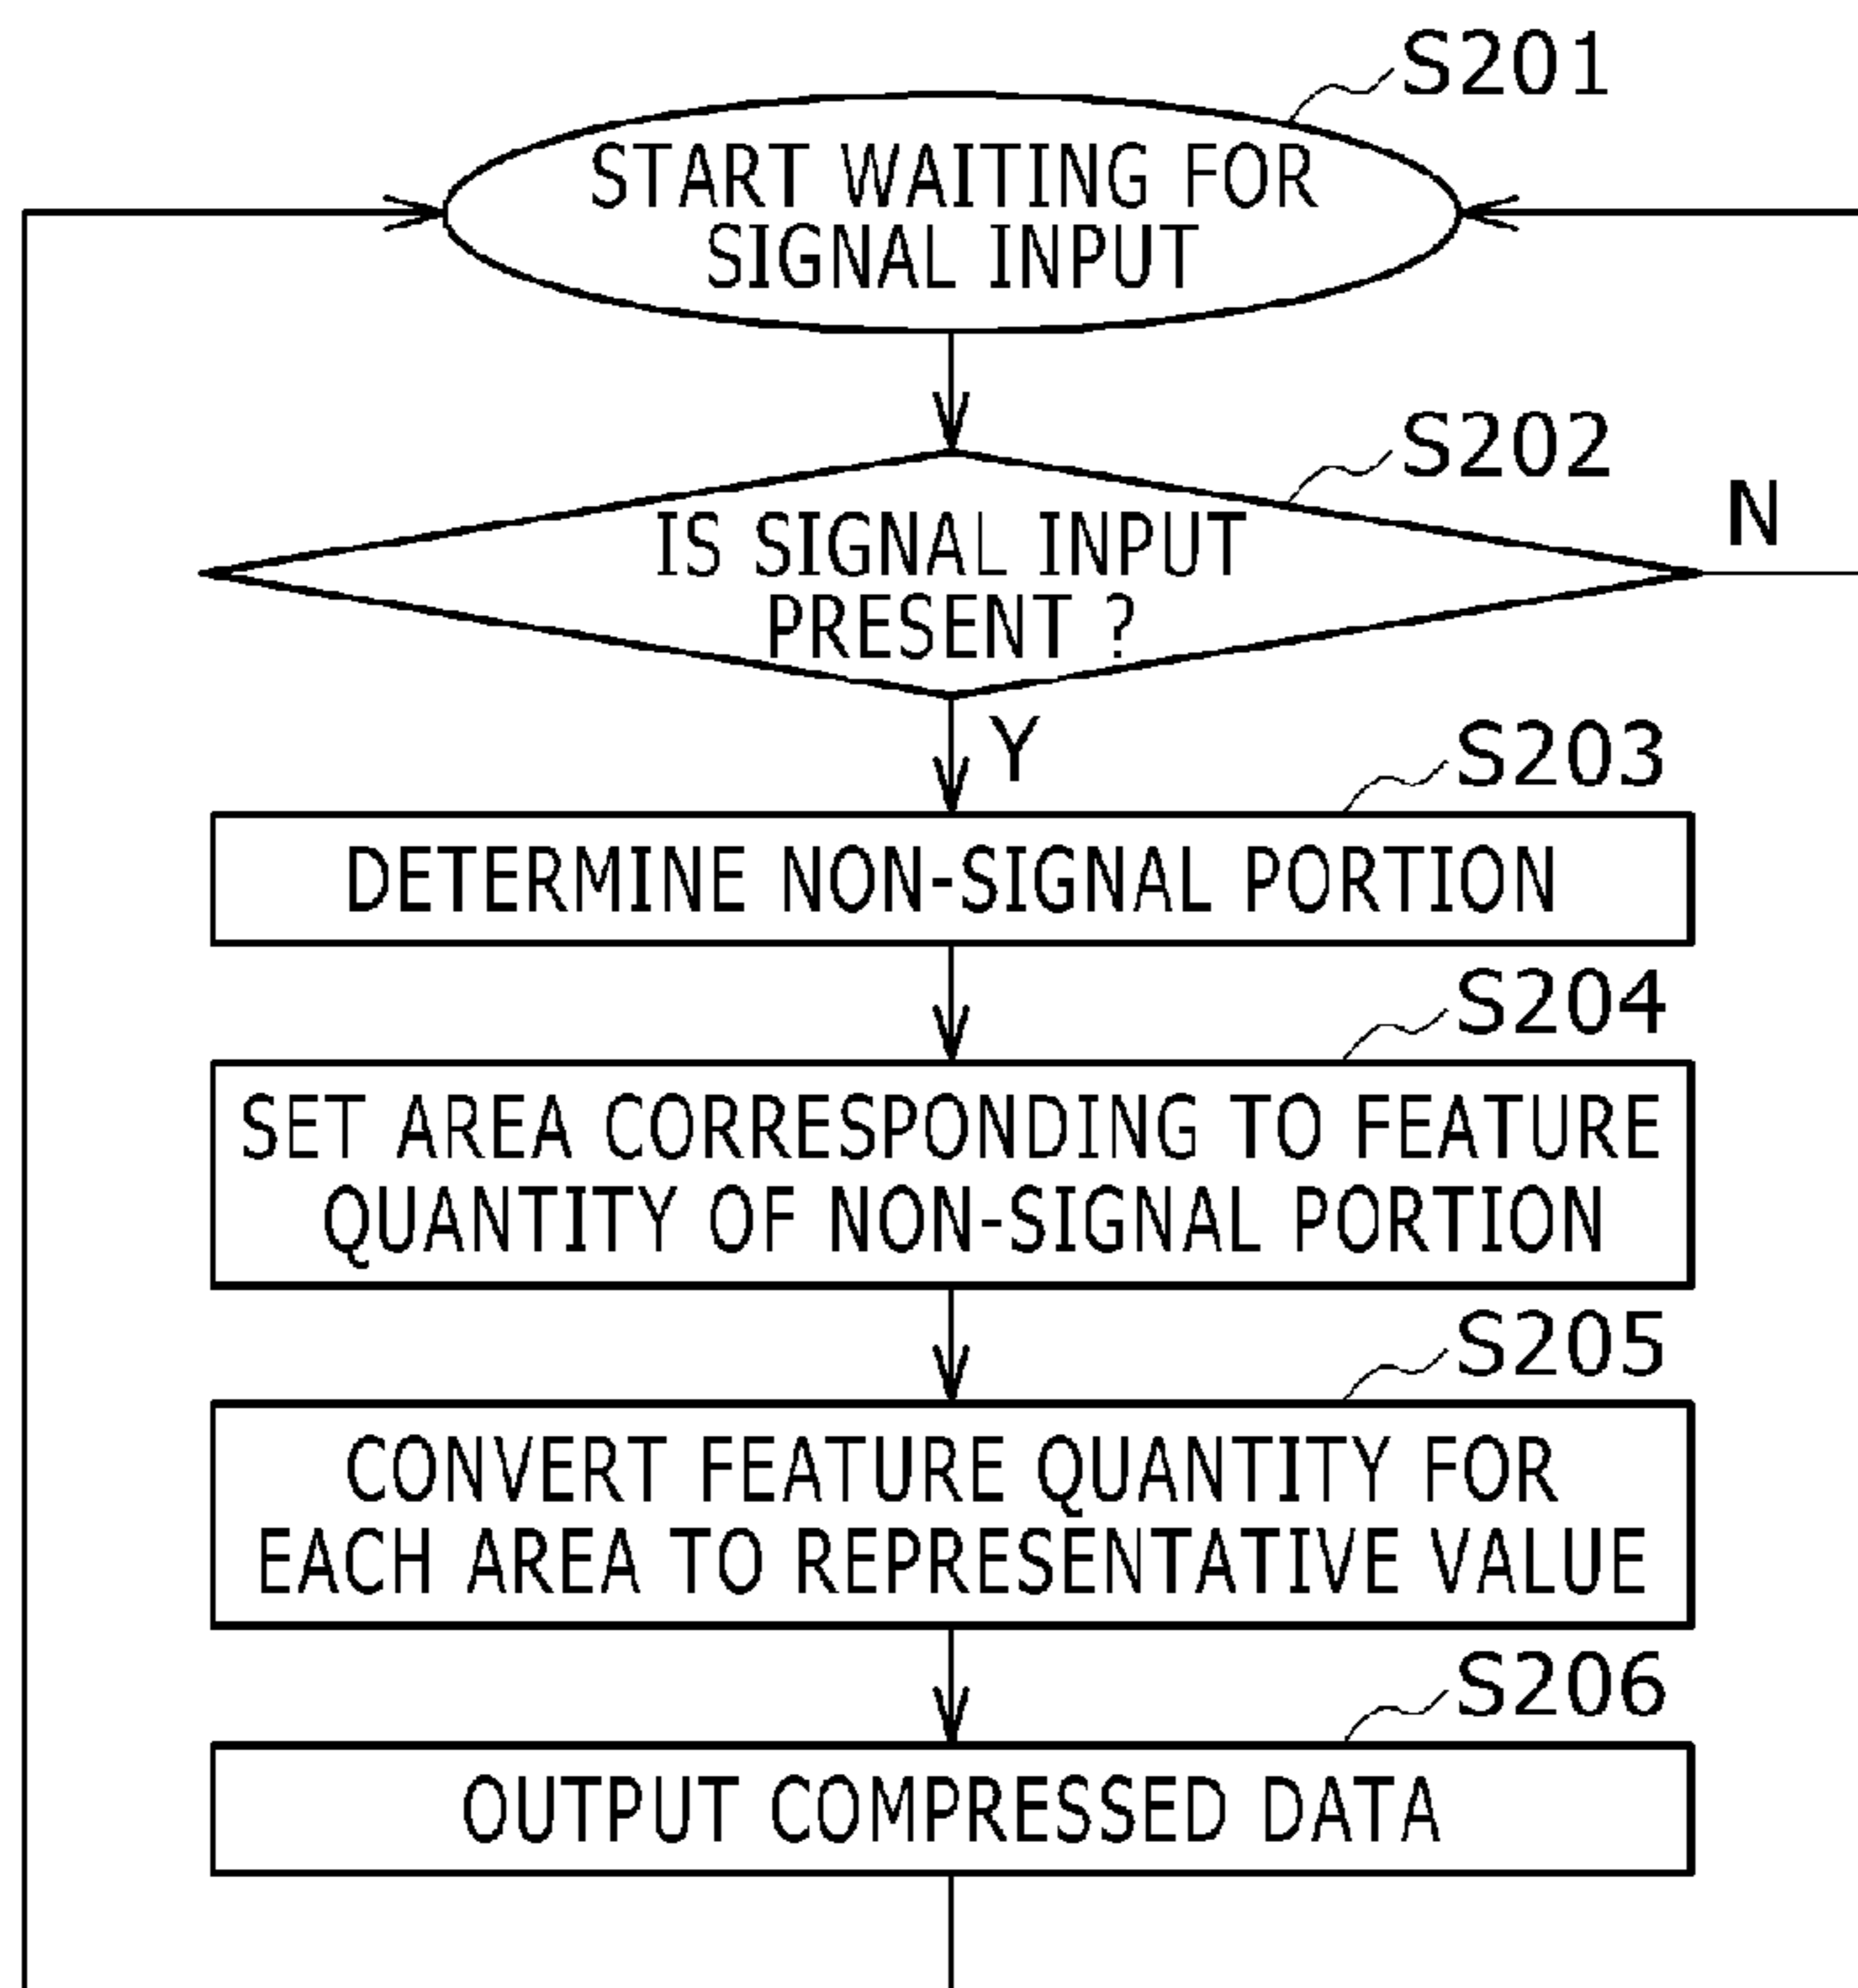 S201
START WAITING FOR
SIGNAL INPUT
S202
IS SIGNAL INPUT
PRESENT ?
N
Y
S203
DETERMINE NON-SIGNAL PORTION
S204
SET AREA CORRESPONDING TO FEATURE
QUANTITY OF NON-SIGNAL PORTION
S205
CONVERT FEATURE QUANTITY FOR
EACH AREA TO REPRESENTATIVE VALUE
S206
OUTPUT COMPRESSED DATA